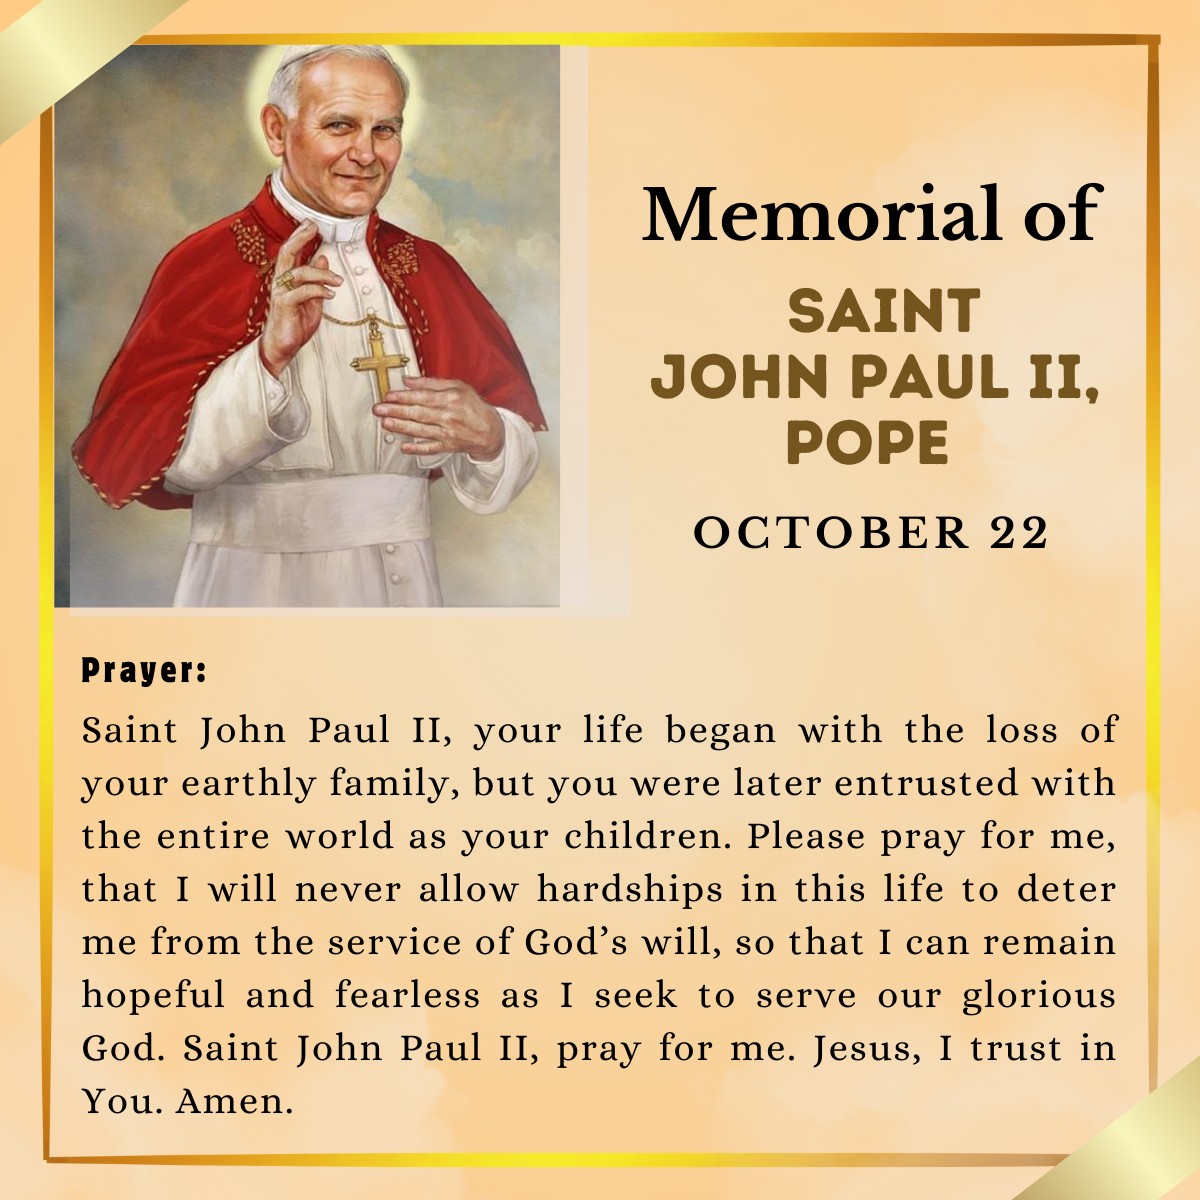 Memorial of
SAINT
JOHN PAUL II,
POPE
OCTOBER 22
Prayer:
Saint John Paul II, your life began with the loss of
your earthly family, but you were later entrusted with
the entire world as your children. Please pray for me,
that I will never allow hardships in this life to deter
me from the service of God’s will, so that I can remain
hopeful and fearless as I seek to serve our glorious
God. Saint John Paul II, pray for me. Jesus, I trust in
You. Amen.